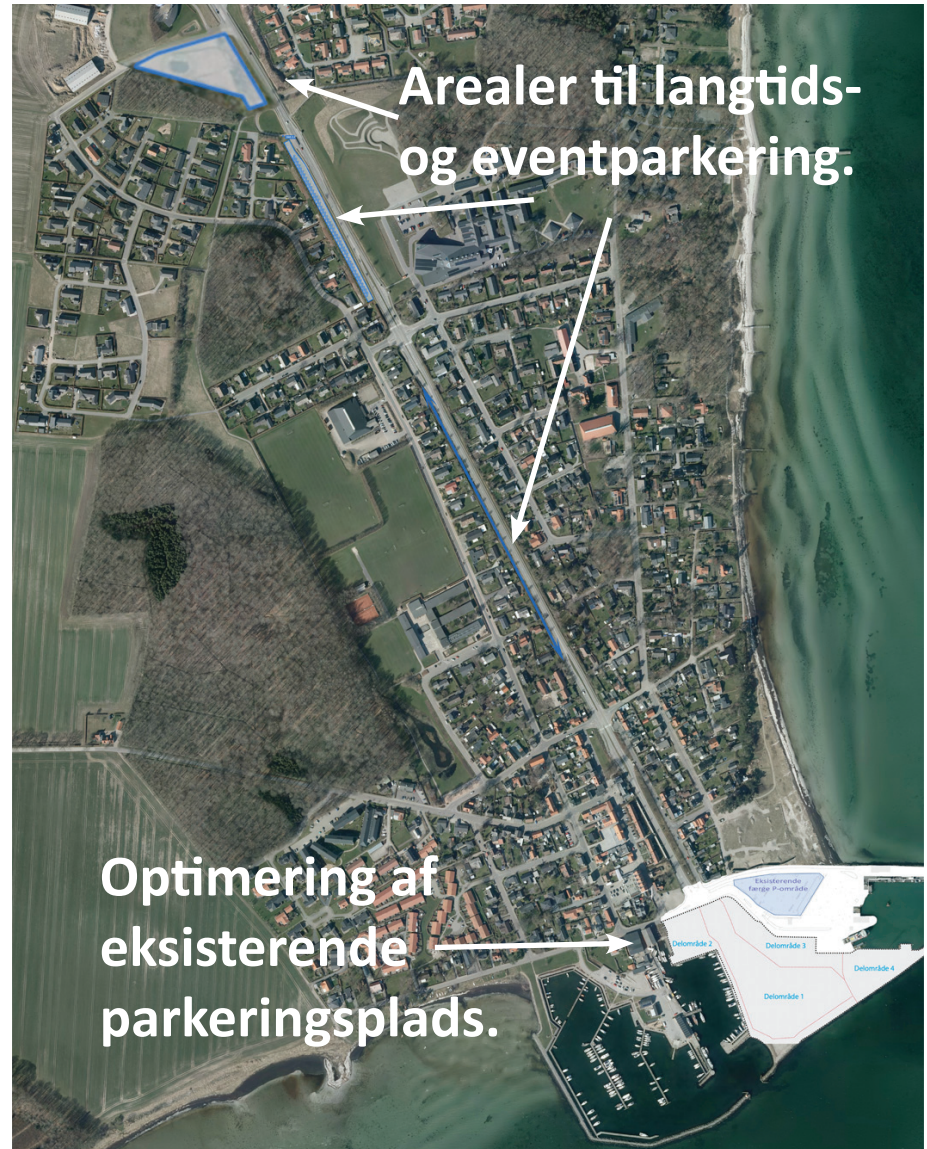 Arealer til langtids-
og eventparkering.
Optimering af
eksisterende
parkeringsplads.
Eksisterende
færge P-område
Delområde 2
Delområde 3
Delområde 4
Delområde 1